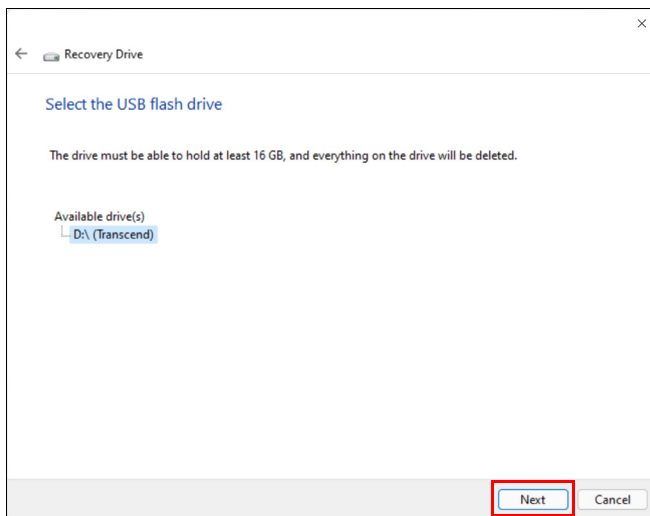 Recovery Drive
Select the USB flash drive
The drive must be able to hold at least 16 GB, and everything on the drive will be deleted.
Available drive(s)
D:\ (Transcend)
Next Cancel